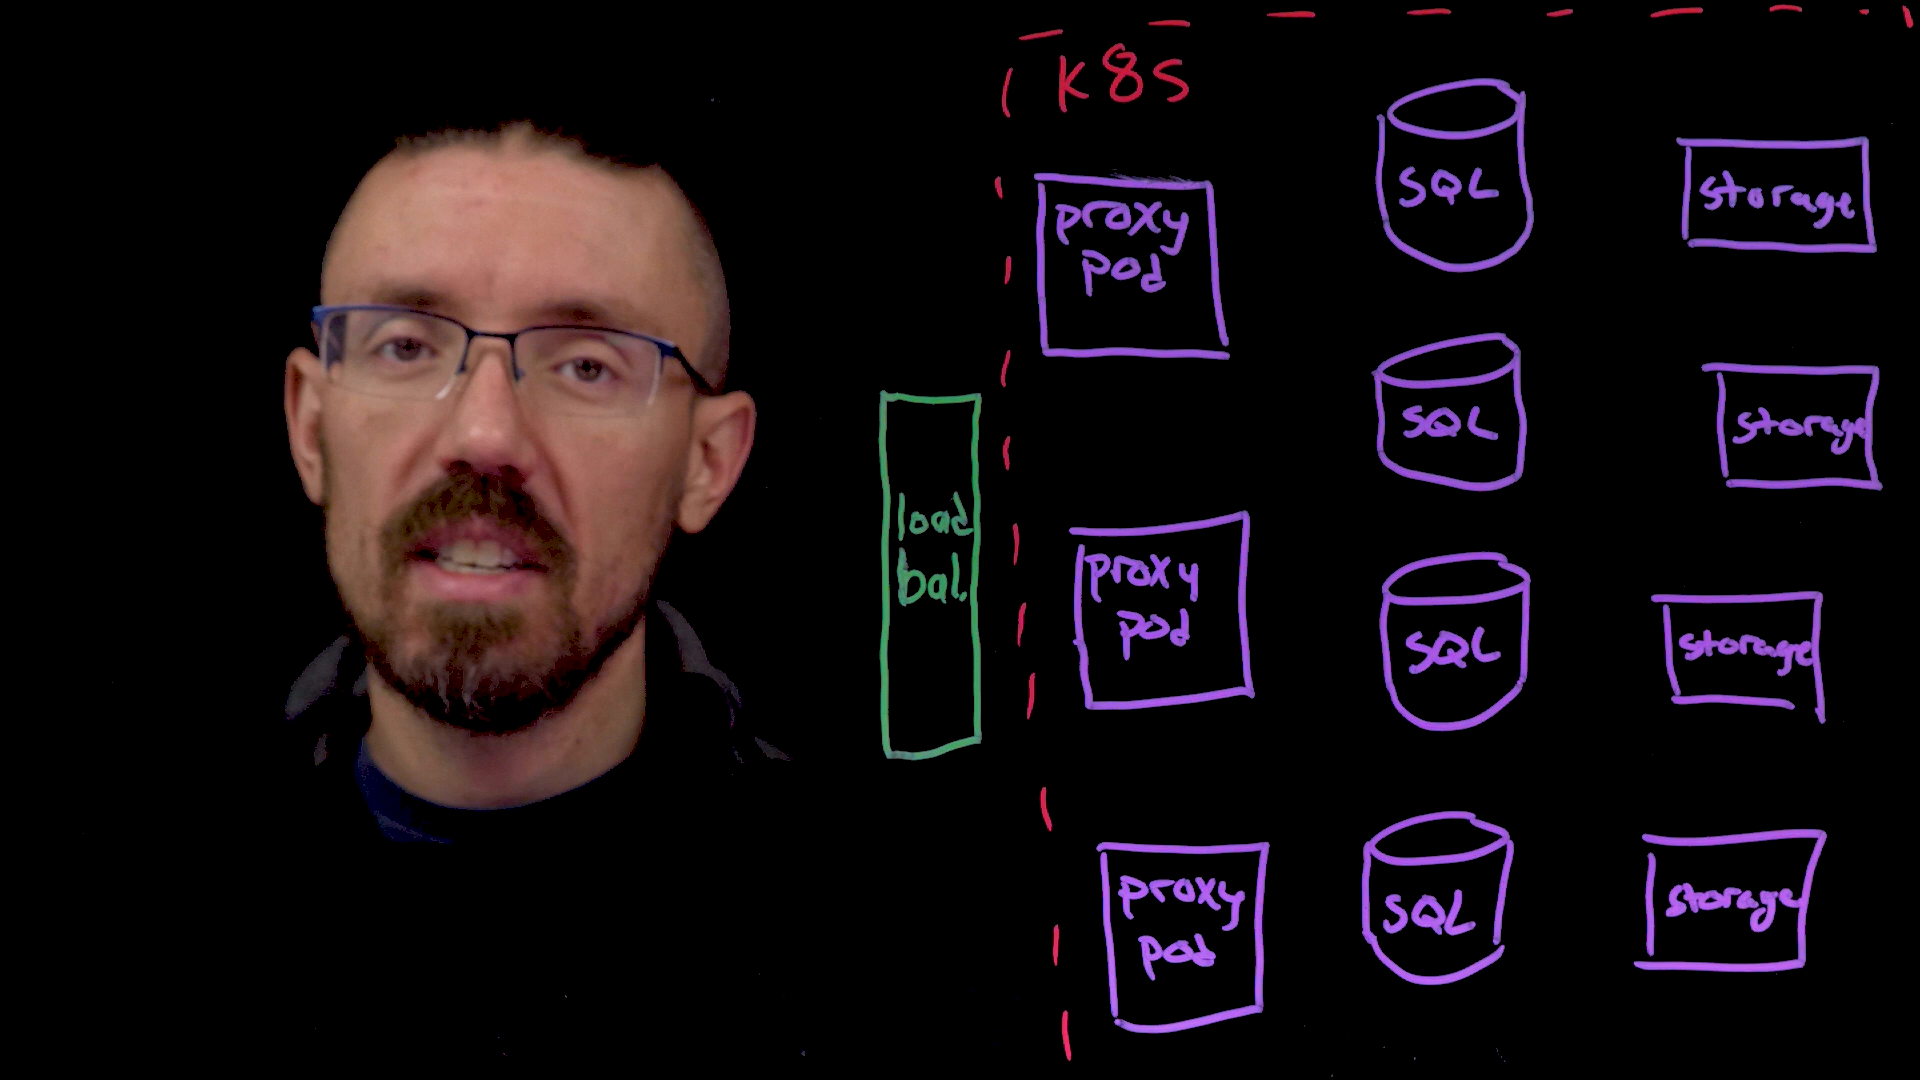 k8s
SQL
storage
proxy
pod
SQL
storage
load
bal.
proxy
pod
SQL
storage
proxy
pod
SQL
storage